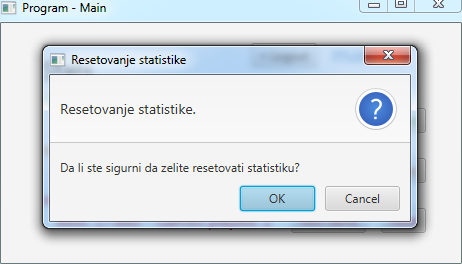 Program - Main
Resetovanje statistike
Resetovanje statistike.
?
Da li ste sigurni da zelite resetovati statistiku?
OK
Cancel